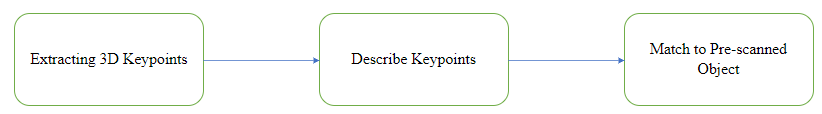 Extracting 3D Keypoints
Describe Keypoints
Match to Pre-scanned
Object